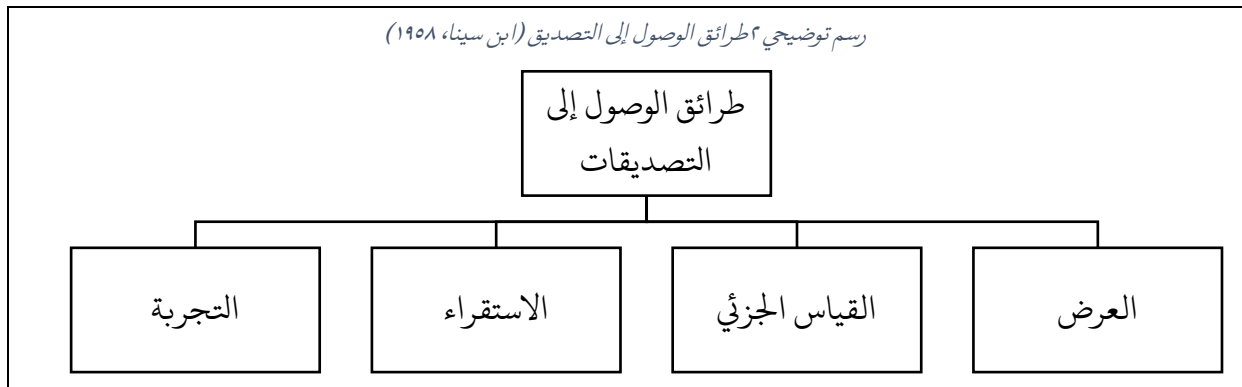 رسم توضيحي ٢ طرائق الوصول إلى التصديق (ابن سينا، ١٩٥٨)
طرائق الوصول إلى
التصديقات
العرض
القياس الجزئي
الاستقراء
التجربة